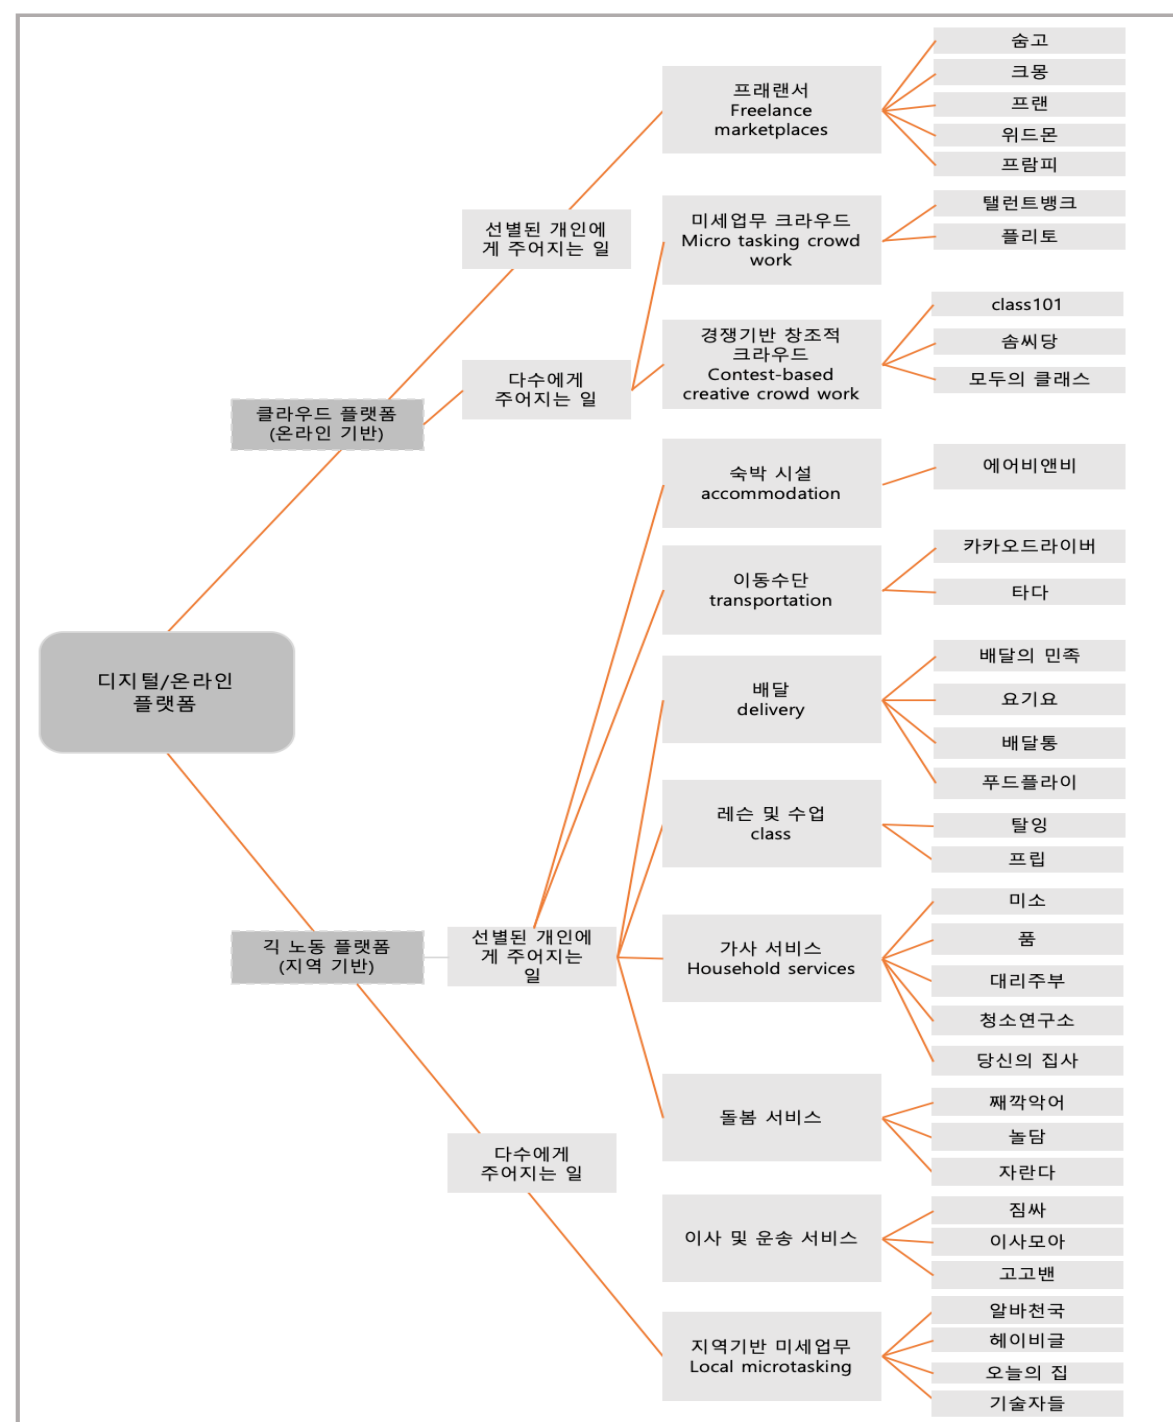 디지털/온라인
플랫폼
클라우드 플랫폼
(온라인 기반)
선별된 개인에
게 주어지는 일
프래랜서
Freelance
marketplaces
숨고
크몽
프랜
위드몬
프람피
다수에게
주어지는 일
미세업무 크라우드
Micro tasking crowd
work
탤런트뱅크
플리토
경쟁기반 창조적
크라우드
Contest-based
creative crowd work
class101
솜씨당
모두의 클래스
긱 노동 플랫폼
(지역 기반)
선별된 개인에
게 주어지는
일
숙박 시설
accommodation
에어비앤비
이동수단
transportation
카카오드라이버
타다
배달
delivery
배달의 민족
요기요
배달통
푸드플라이
레슨 및 수업
class
탈잉
프립
가사 서비스
Household services
미소
품
대리주부
청소연구소
당신의 집사
돌봄 서비스
째깍악어
놀담
자란다
이사 및 운송 서비스
짐싸
이사모아
고고밴
다수에게
주어지는 일
지역기반 미세업무
Local microtasking
알바천국
헤이비글
오늘의 집
기술자들